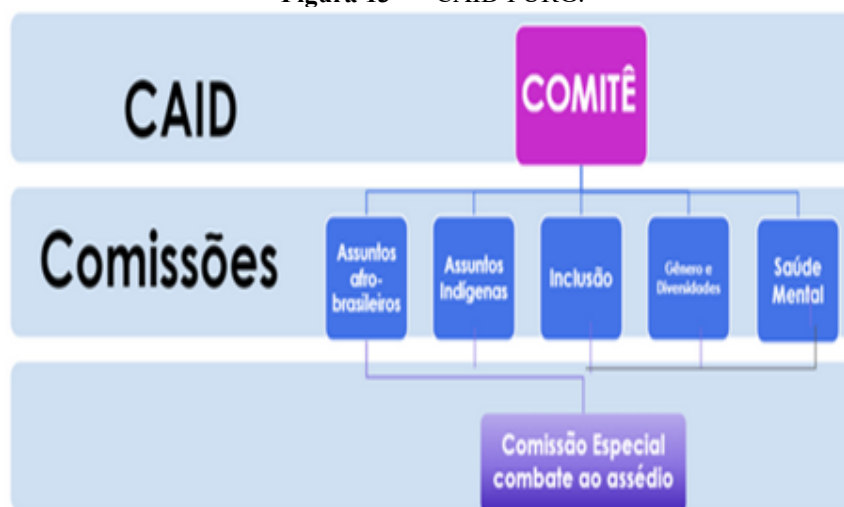 CAID
COMITÊ
Comissões
Assuntos
afro-
brasileiros
Assuntos
Indígenas
Inclusão
Gênero e
Diversidades
Saúde
Mental
Comissão Especial
combate ao assédio